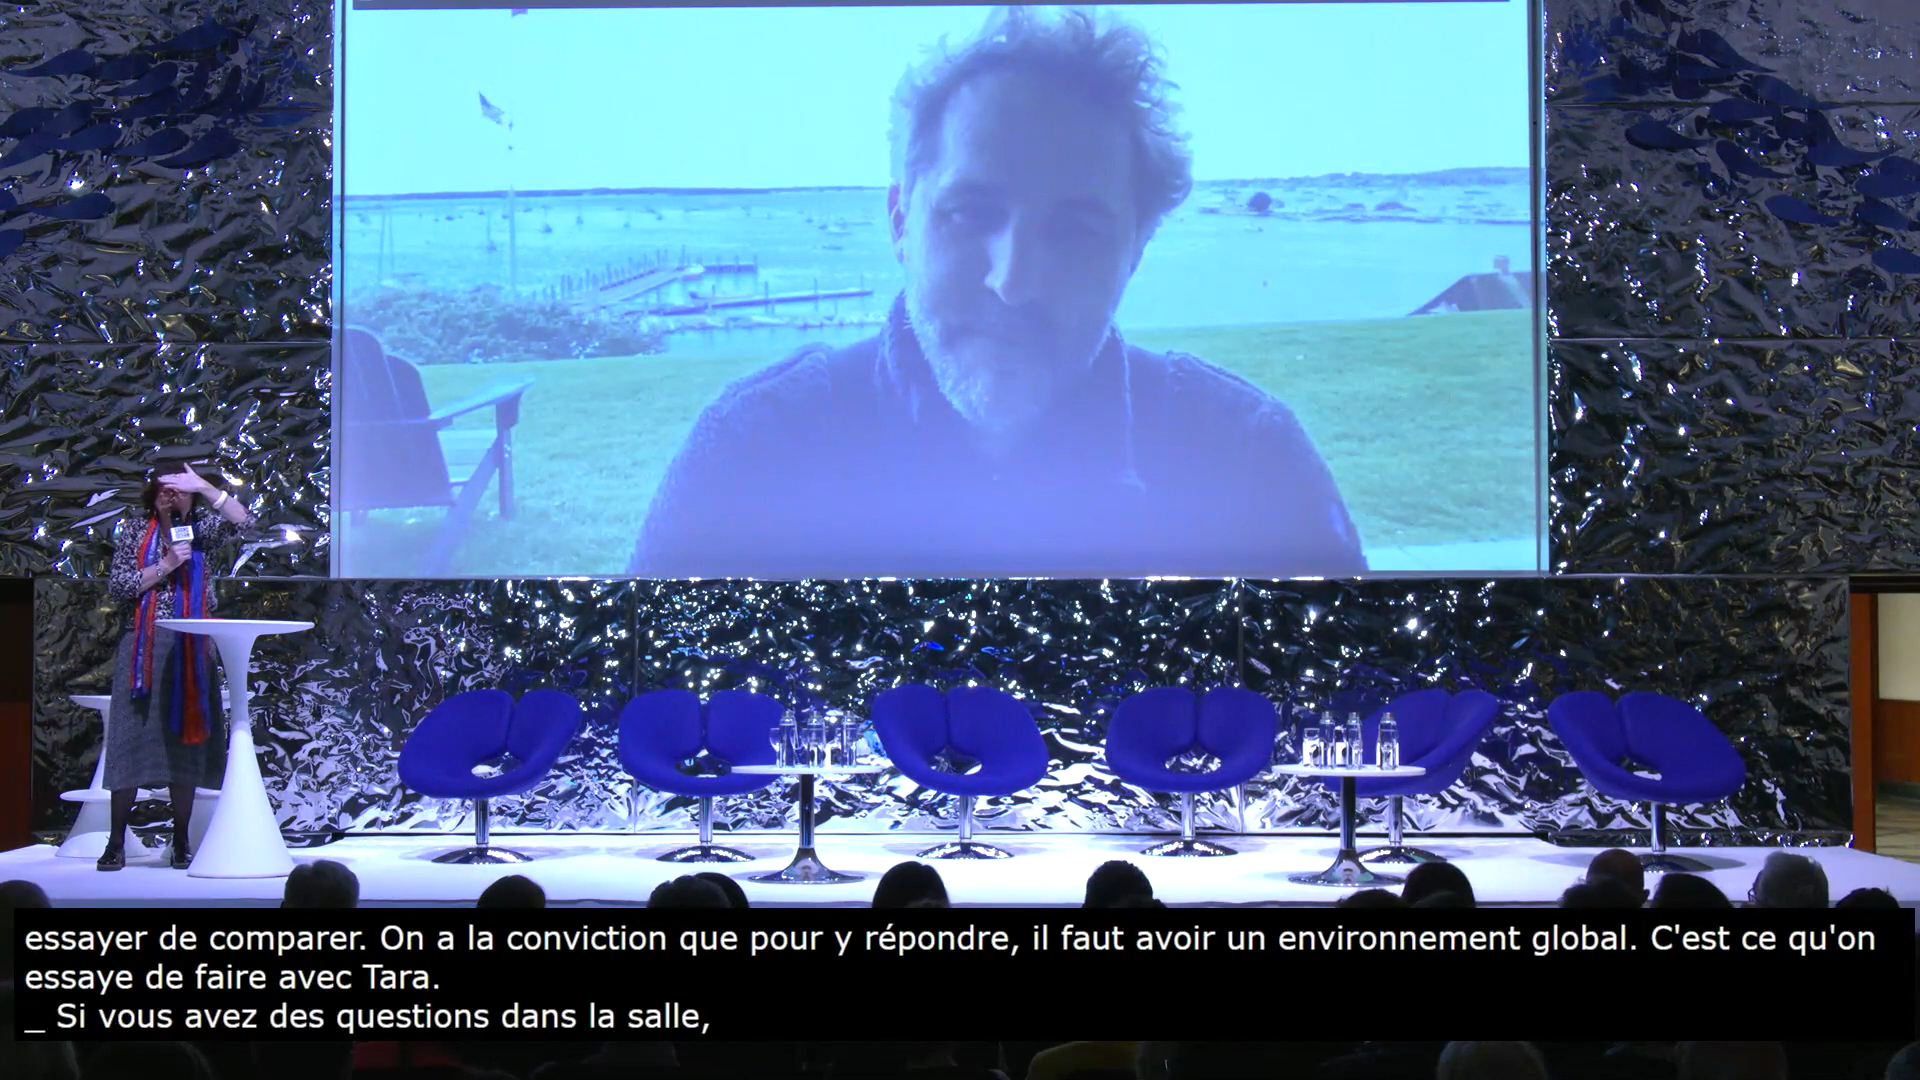 essayer de comparer. On a la conviction que pour y répondre, il faut avoir un environnement global. C'est ce qu'on
essaye de faire avec Tara.
_ Si vous avez des questions dans la salle,